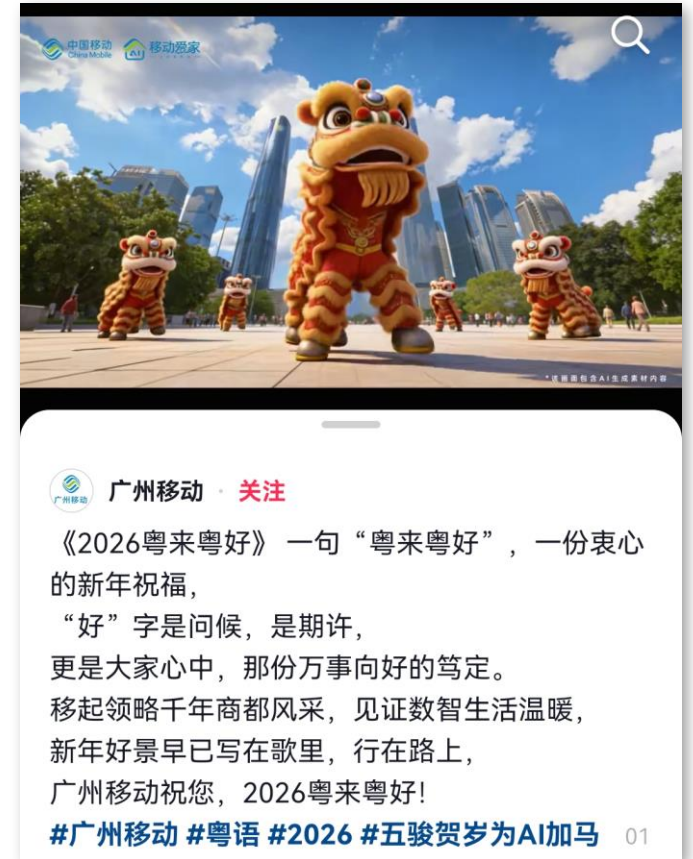 中国移动
China Mobile
AI
移动爱家
*该画面包含AI生成素材内容
广州移动
广州移动 · 关注
《2026粤来粤好》 一句“粤来粤好”，一份衷心
的新年祝福，
“好”字是问候，是期许，
更是大家心中，那份万事向好的笃定。
移起领略千年商都风采，见证数智生活温暖，
新年好景早已写在歌里，行在路上，
广州移动祝您，2026粤来粤好!
#广州移动 #粤语 #2026 #五骏贺岁为AI加马 01